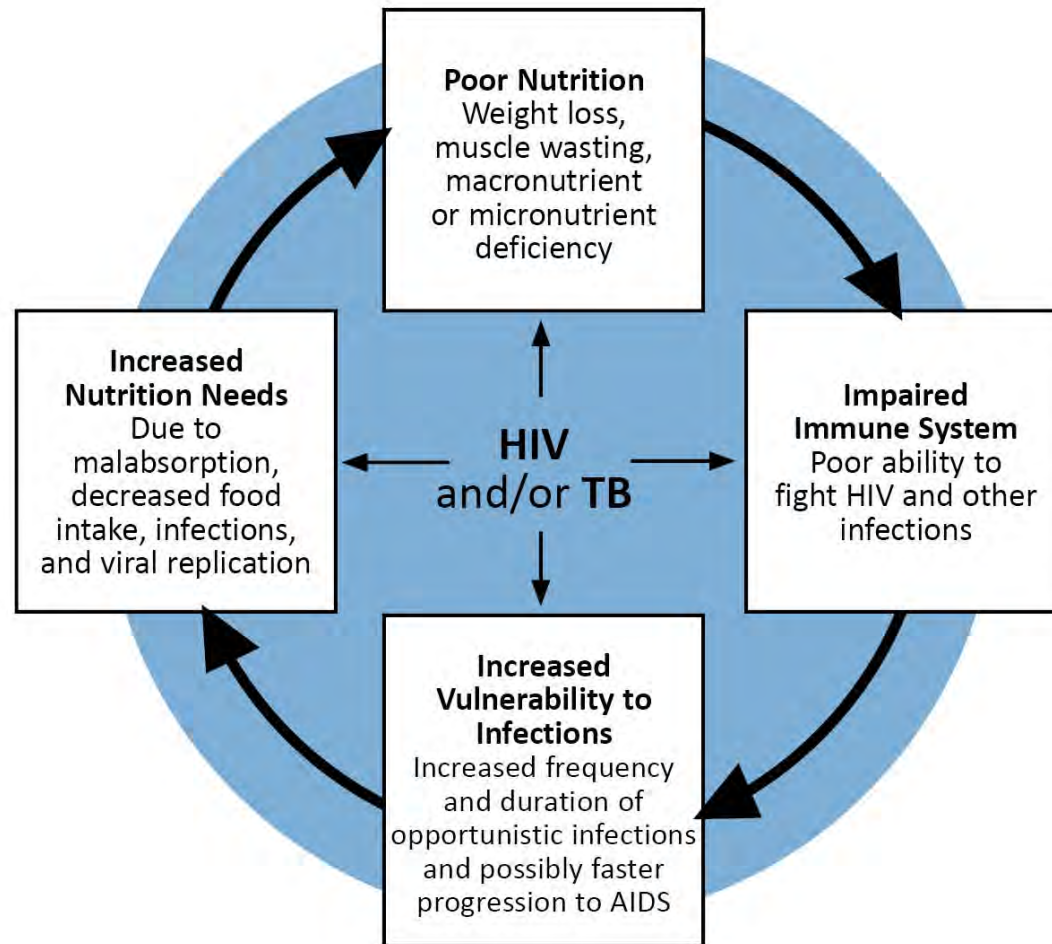 Poor Nutrition
Weight loss,
muscle wasting,
macronutrient
or micronutrient
deficiency
Increased
Nutrition Needs
Due to
malabsorption,
decreased food
intake, infections,
and viral replication
HIV
and/or TB
Impaired
Immune System
Poor ability to
fight HIV and other
infections
Increased
Vulnerability to
Infections
Increased frequency
and duration of
opportunistic infections
and possibly faster
progression to AIDS